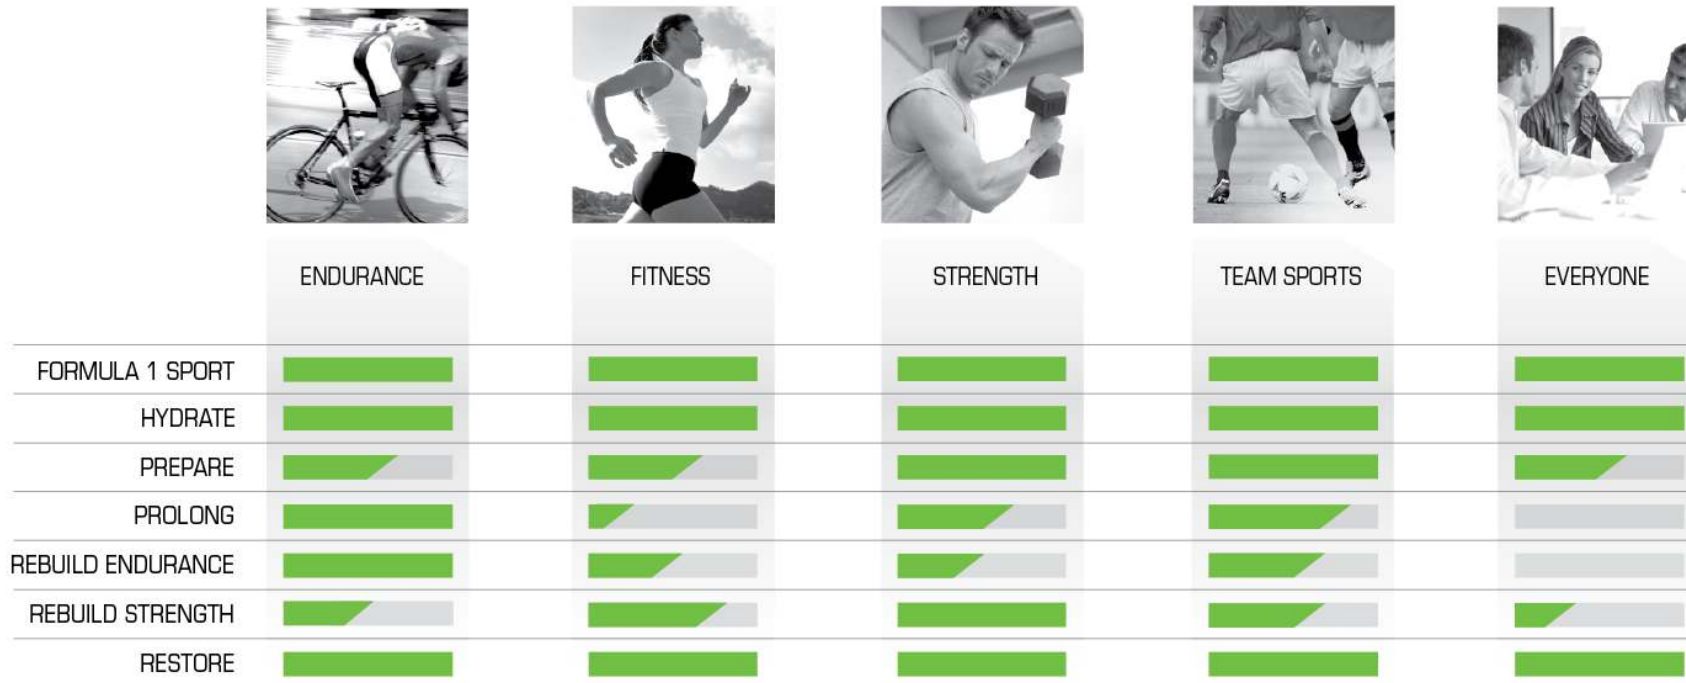 ENDURANCE FITNESS STRENGTH TEAM SPORTS EVERYONE
FORMULA 1 SPORT
HYDRATE
PREPARE
PROLONG
REBUILD ENDURANCE
REBUILD STRENGTH
RESTORE